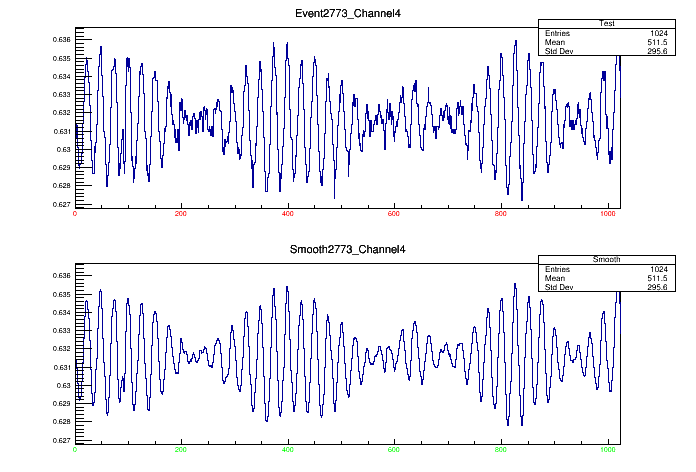 Event2773_Channel4
Test
Entries 1024
Mean 511.5
Std Dev 295.6
0.636
0.635
0.634
0.633
0.632
0.631
0.63
0.629
0.628
0.627
0 200 400 600 800 1000
Smooth2773_Channel4
Smooth
Entries 1024
Mean 511.5
Std Dev 295.6
0.636
0.635
0.634
0.633
0.632
0.631
0.63
0.629
0.628
0.627
0 200 400 600 800 1000